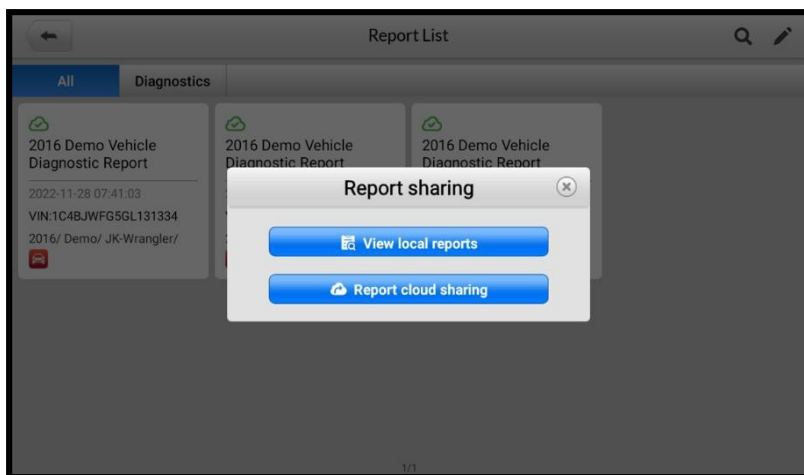 Report List
All
Diagnostics
2016 Demo Vehicle
Diagnostic Report
2022-11-28 07:41:03
VIN:1C4BJWFG5GL131334
2016/ Demo/ JK-Wrangler/
2016 Demo Vehicle
Diagnostic Report
2016 Demo Vehicle
Diagnostic Report
Report sharing
View local reports
Report cloud sharing
1/1